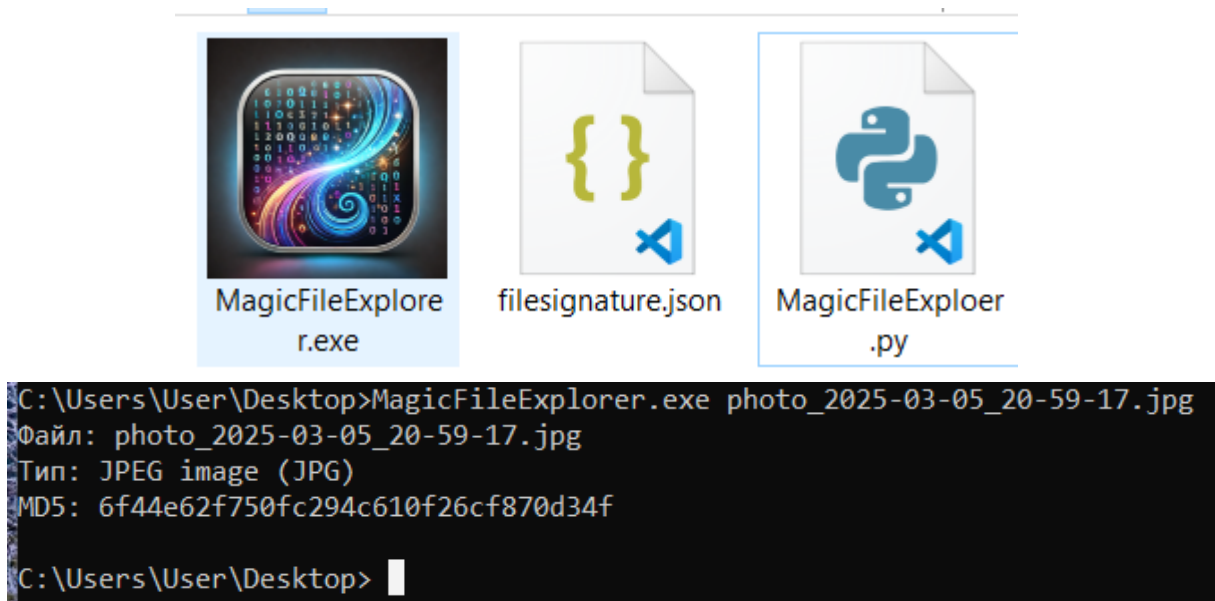 MagicFileExplore
r.exe
filesignature.json
MagicFileExploer
.py
C:\Users\User\Desktop>MagicFileExplorer.exe photo_2025-03-05_20-59-17.jpg
Файл: photo_2025-03-05_20-59-17.jpg
Тип: JPEG image (JPG)
MD5: 6f44e62f750fc294c610f26cf870d34f
C:\Users\User\Desktop>